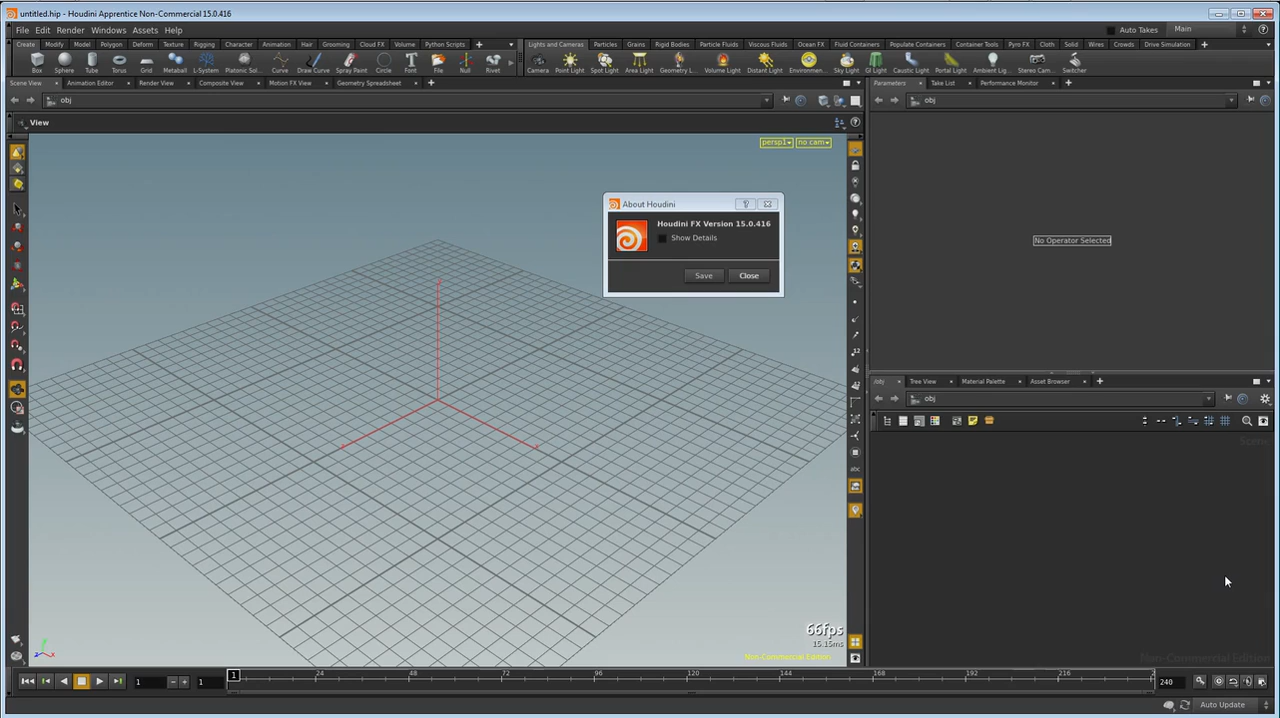 untitled.hip - Houdini Apprentice Non-Commercial 15.0.416
File Edit Render Windows Assets Help
Auto Takes Main
Create Modify Model Polygon Deform Texture Rigging Character Animation Hair Grooming Cloud FX Volume Python Scripts
Lights and Cameras Particles Grains Rigid Bodies Particle Fluids Viscous Fluids Ocean FX Fluid Containers Populate Containers Container Tools Pyro FX Cloth Solid Wires Crowds Drive Simulation
Box Sphere Tube Torus Grid Metaball L-System Platonic Sol... Curve Draw Curve Spray Paint Circle Font File Null Rivet
Camera Point Light Spot Light Area Light Geometry L... Volume Light Distant Light Environmen... Sky Light GI Light Caustic Light Portal Light Ambient Lig... Stereo Cam... Switcher
Scene View Animation Editor Render View Composite View Motion FX View Geometry Spreadsheet
Parameters Take List Performance Monitor
obj
obj
View
persp1 no cam
About Houdini
Houdini FX Version 15.0.416
Show Details
Save Close
No Operator Selected
/obj Tree View Material Palette Asset Browser
obj
12
Scene
abc
66fps
15.15ms
Non-Commercial Edition
Non-Commercial Edition
1 1 1 24 48 72 96 120 144 168 192 216 240
Auto Update